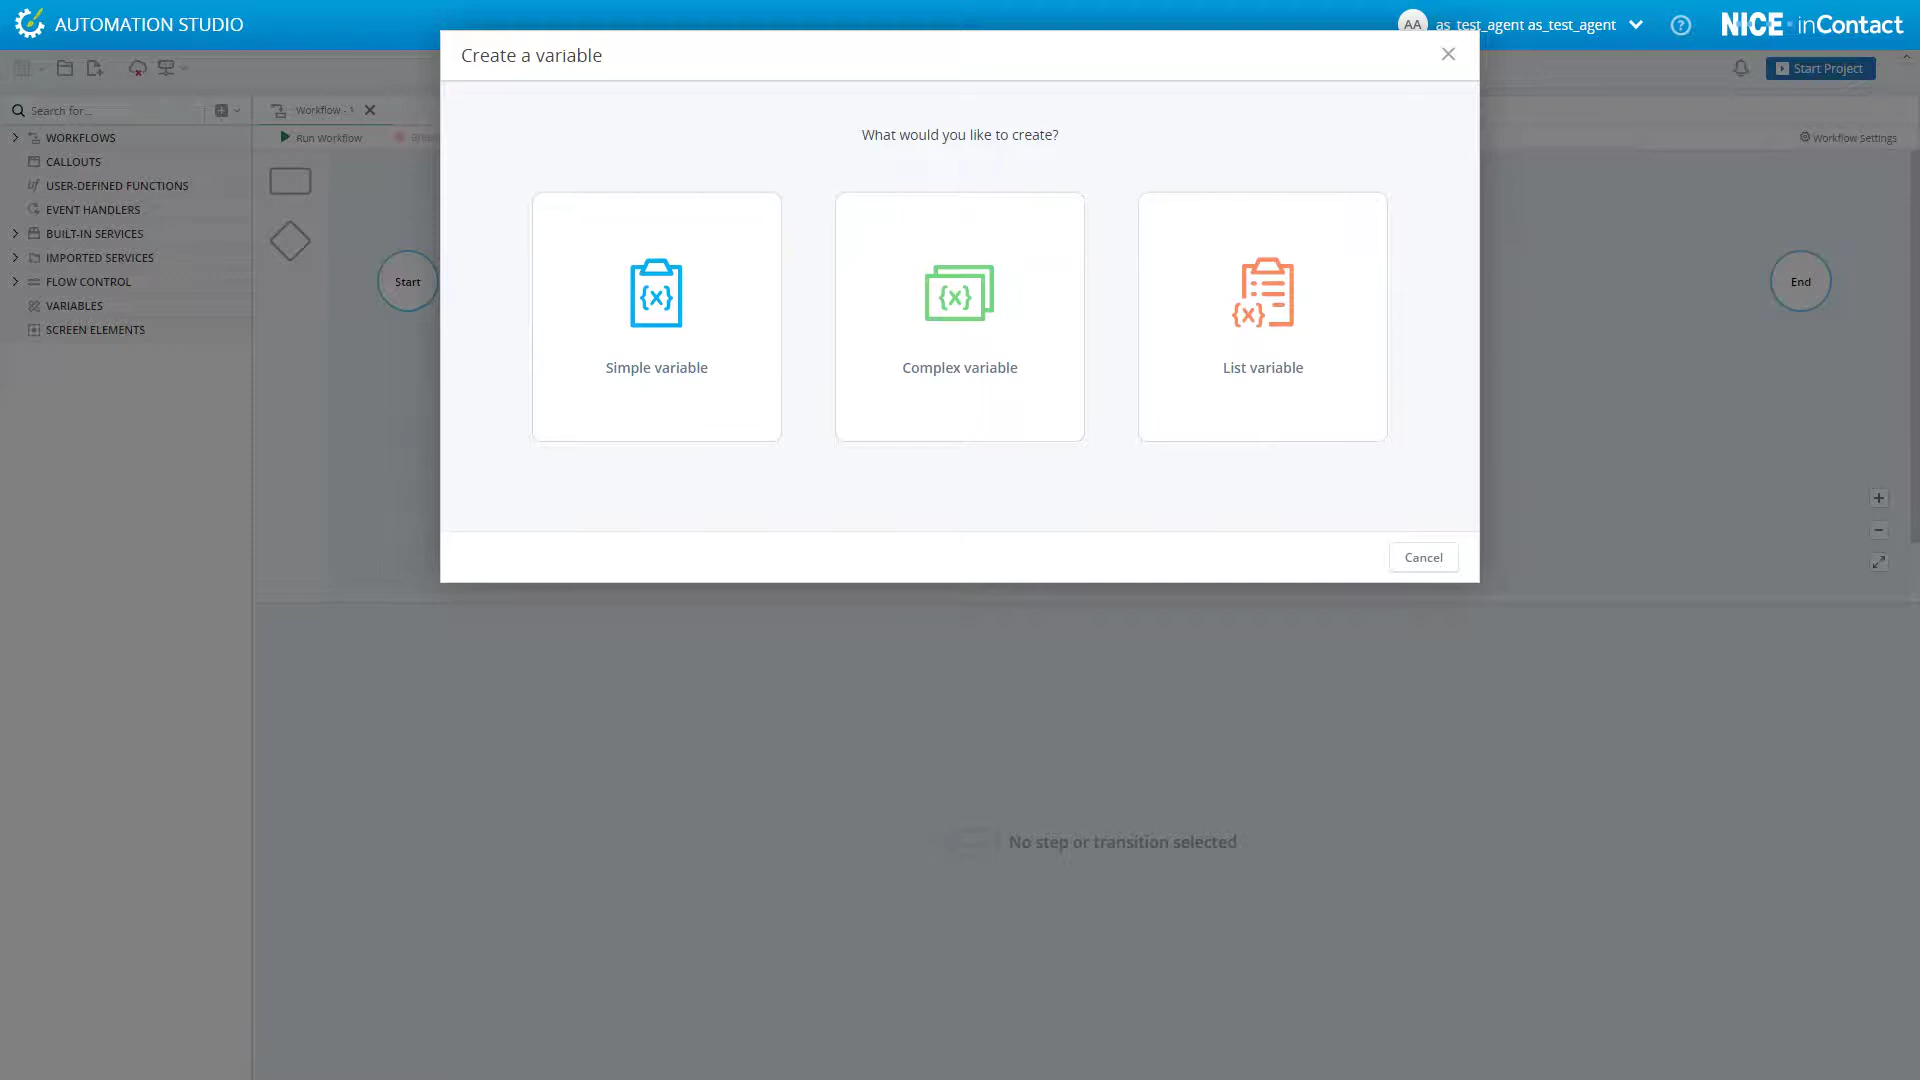 AUTOMATION STUDIO
AA as_test_agent as_test_agent
NICE inContact
Create a variable
Start Project
Search for...
Workflow - 1
WORKFLOWS
Run Workflow
Workflow Settings
What would you like to create?
CALLOUTS
USER-DEFINED FUNCTIONS
EVENT HANDLERS
BUILT-IN SERVICES
IMPORTED SERVICES
FLOW CONTROL
VARIABLES
SCREEN ELEMENTS
Start
End
{x}
{x}
{x}
Simple variable
Complex variable
List variable
Cancel
No step or transition selected